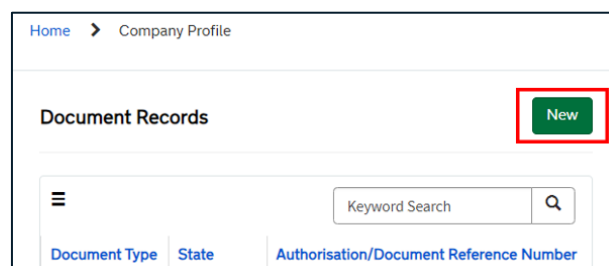 Home > Company Profile
Document Records
New
Keyword Search
Document Type State Authorisation/Document Reference Number